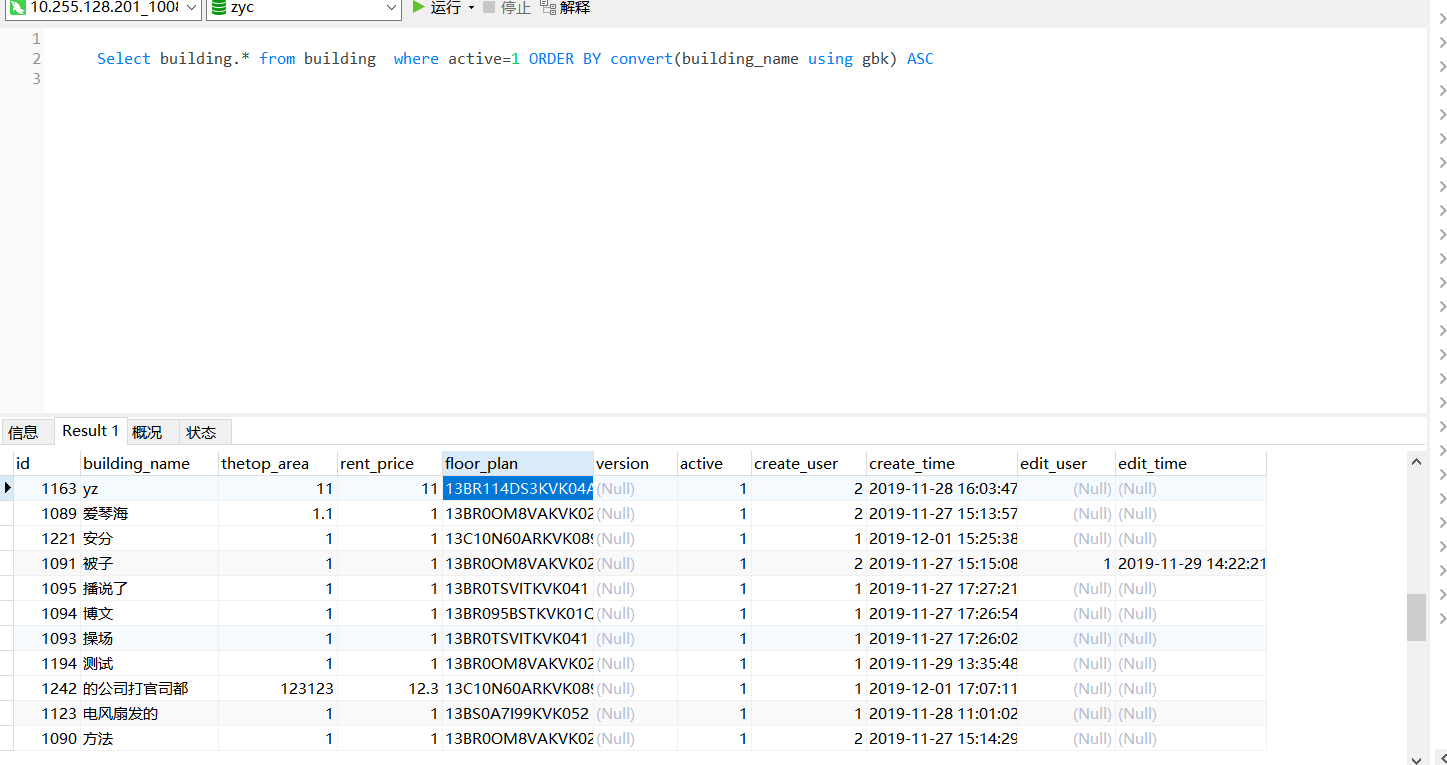 10.255.128.201_1008 zyc 运行 停止 解释
1
2 Select building.* from building where active=1 ORDER BY convert(building_name using gbk) ASC
3
信息 Result 1 概况 状态
id building_name thetop_area rent_price floor_plan version active create_user create_time edit_user edit_time
1163 yz 11 11 13BR114DS3KVK04A (Null) 1 2 2019-11-28 16:03:47 (Null) (Null)
1089 爱琴海 1.1 1 13BR0OM8VAKVK02 (Null) 1 2 2019-11-27 15:13:57 (Null) (Null)
1221 安分 1 1 13C10N60ARKVK089 (Null) 1 1 2019-12-01 15:25:38 (Null) (Null)
1091 被子 1 1 13BR0OM8VAKVK02 (Null) 1 2 2019-11-27 15:15:08 1 2019-11-29 14:22:21
1095 播说了 1 1 13BR0TSVITKVK041 (Null) 1 1 2019-11-27 17:27:21 (Null) (Null)
1094 博文 1 1 13BR095BSTKVK01C (Null) 1 1 2019-11-27 17:26:54 (Null) (Null)
1093 操场 1 1 13BR0TSVITKVK041 (Null) 1 1 2019-11-27 17:26:02 (Null) (Null)
1194 测试 1 1 13BR0OM8VAKVK02 (Null) 1 1 2019-11-29 13:35:48 (Null) (Null)
1242 的公司打官司都 123123 12.3 13C10N60ARKVK089 (Null) 1 1 2019-12-01 17:07:11 (Null) (Null)
1123 电风扇发的 1 1 13BS0A7I99KVK052 (Null) 1 1 2019-11-28 11:01:02 (Null) (Null)
1090 方法 1 1 13BR0OM8VAKVK02 (Null) 1 2 2019-11-27 15:14:29 (Null) (Null)